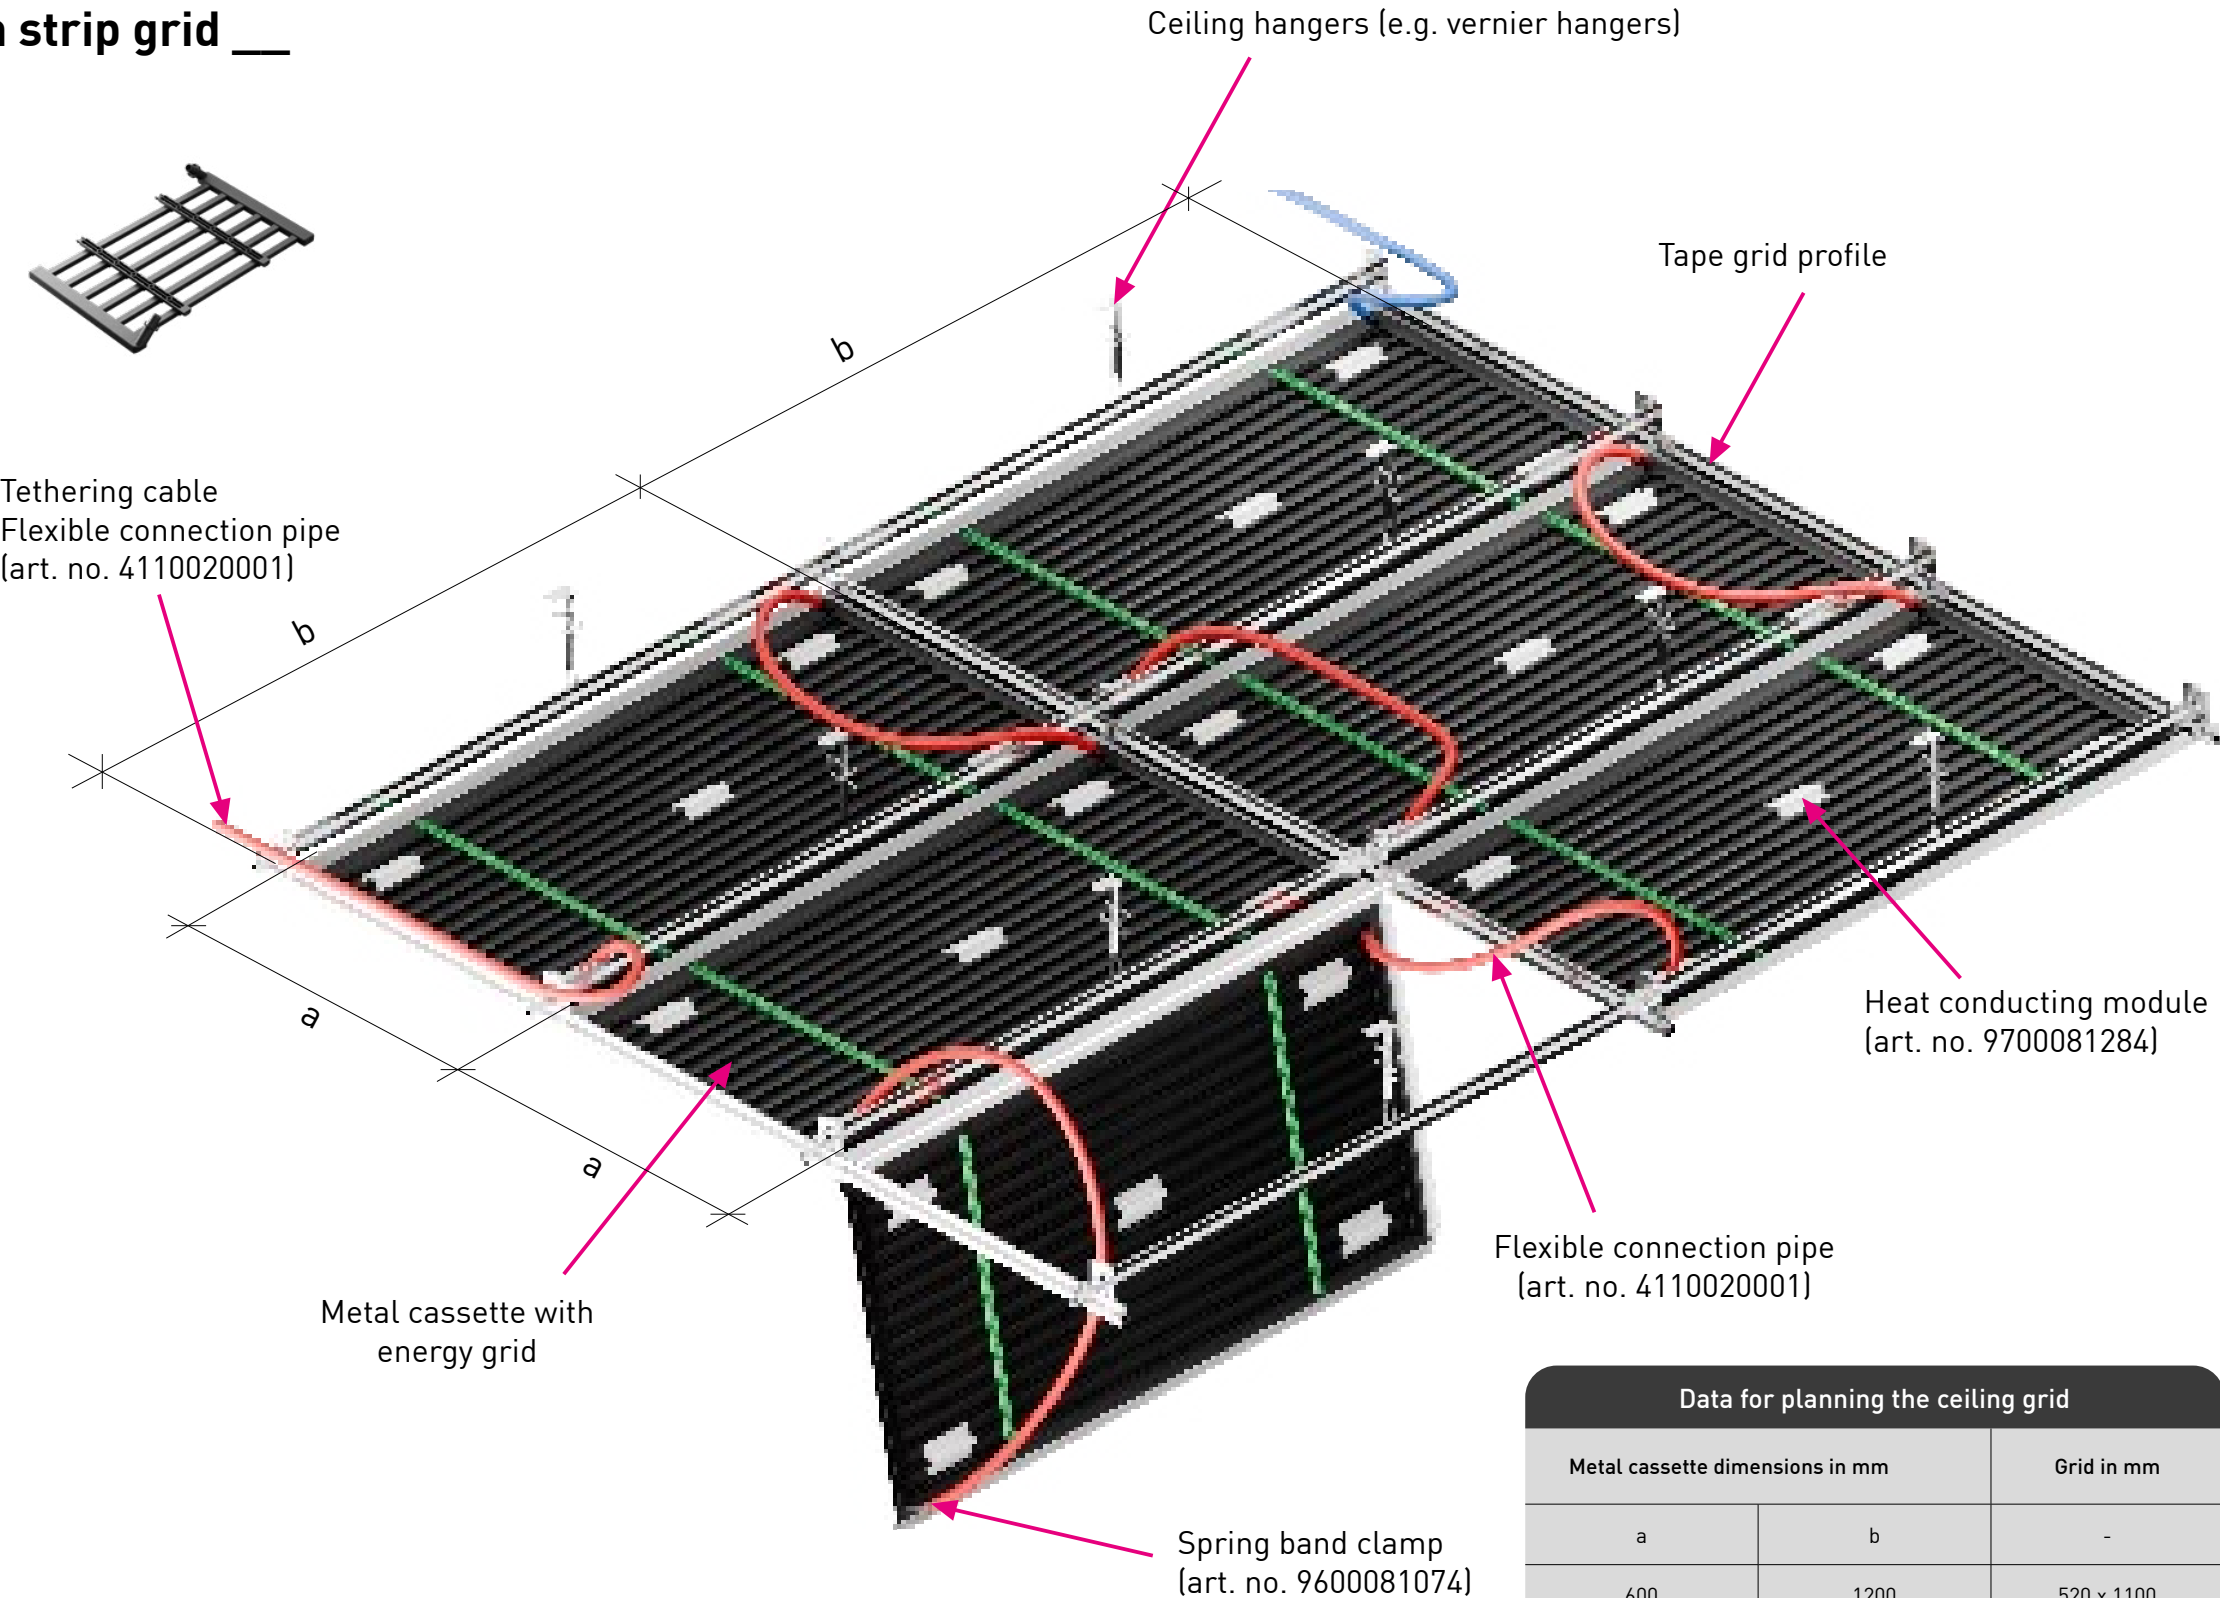 strip grid __
Ceiling hangers (e.g. vernier hangers)
Tape grid profile
b
Tethering cable
Flexible connection pipe
(art. no. 4110020001)
b
a
a
Heat conducting module
(art. no. 9700081284)
Flexible connection pipe
(art. no. 4110020001)
Metal cassette with
energy grid
Spring band clamp
(art. no. 9600081074)
Data for planning the ceiling grid
Metal cassette dimensions in mm Grid in mm
a b -
600 1200 520 x 1100